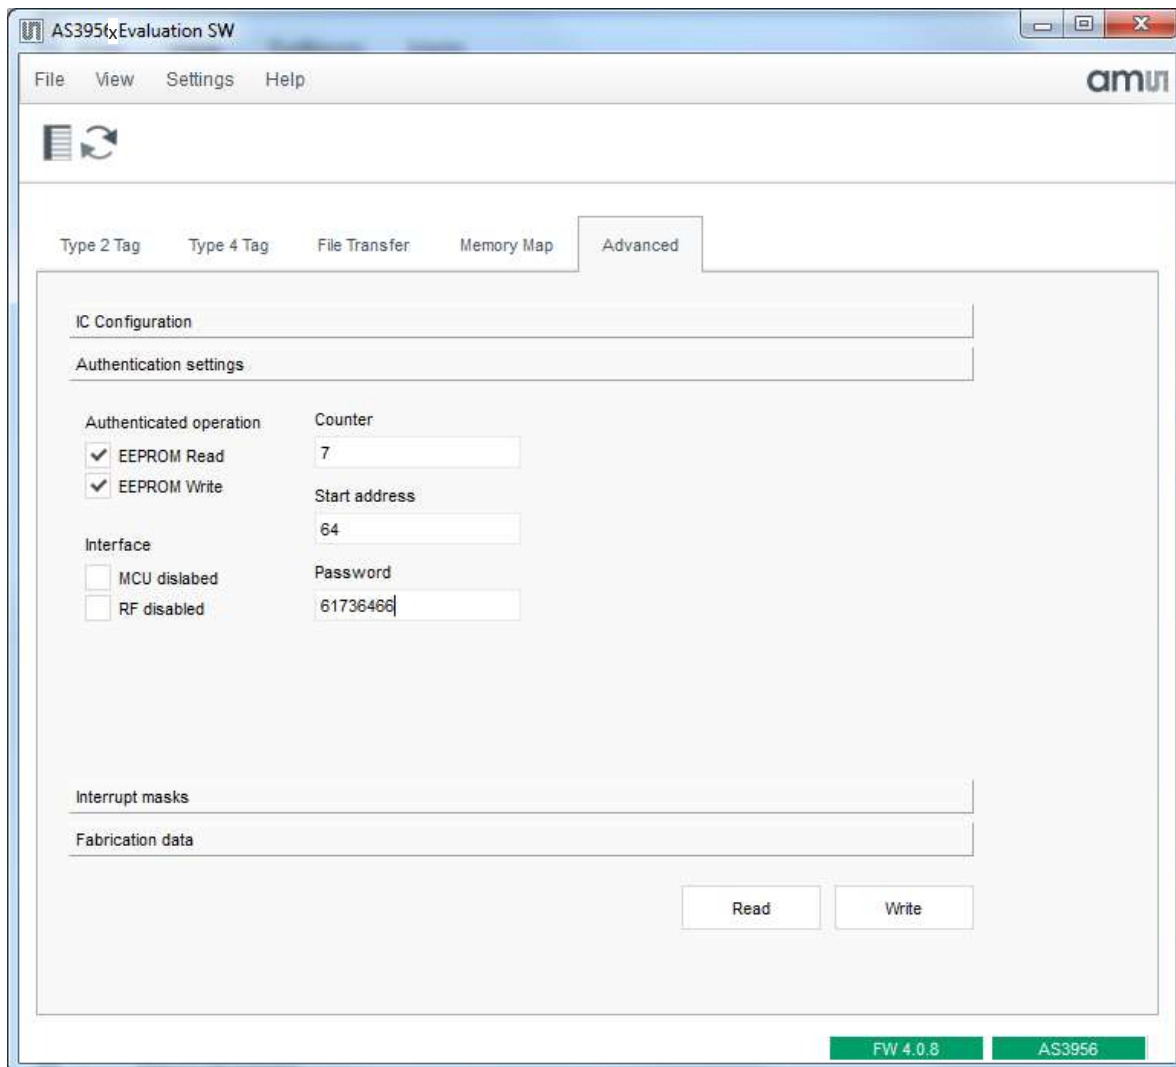 AS3956x Evaluation SW
File View Settings Help
amu
Type 2 Tag Type 4 Tag File Transfer Memory Map Advanced
IC Configuration
Authentication settings
Authenticated operation
EEPROM Read
EEPROM Write
Interface
MCU dislabed
RF disabled
Counter
7
Start address
64
Password
61736466
Interrupt masks
Fabrication data
Read Write
FW 4.0.8 AS3956